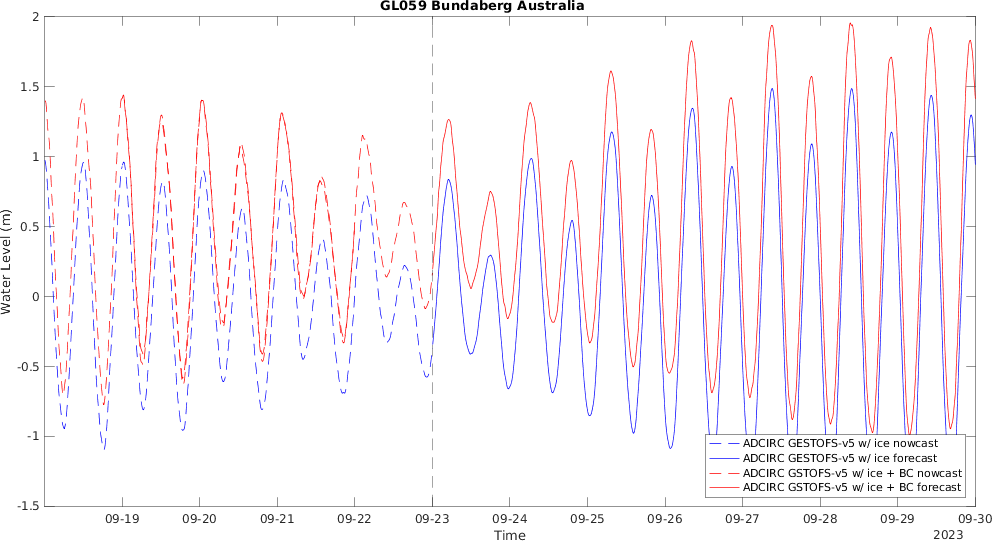 GL059 Bundaberg Australia
Water Level (m)
2
1.5
1
0.5
0
-0.5
-1
-1.5
ADCIRC GESTOFS-v5 w/ ice nowcast
ADCIRC GESTOFS-v5 w/ ice forecast
ADCIRC GSTOFS-v5 w/ ice + BC nowcast
ADCIRC GSTOFS-v5 w/ ice + BC forecast
09-19 09-20 09-21 09-22 09-23 09-24 09-25 09-26 09-27 09-28 09-29 09-30
Time
2023